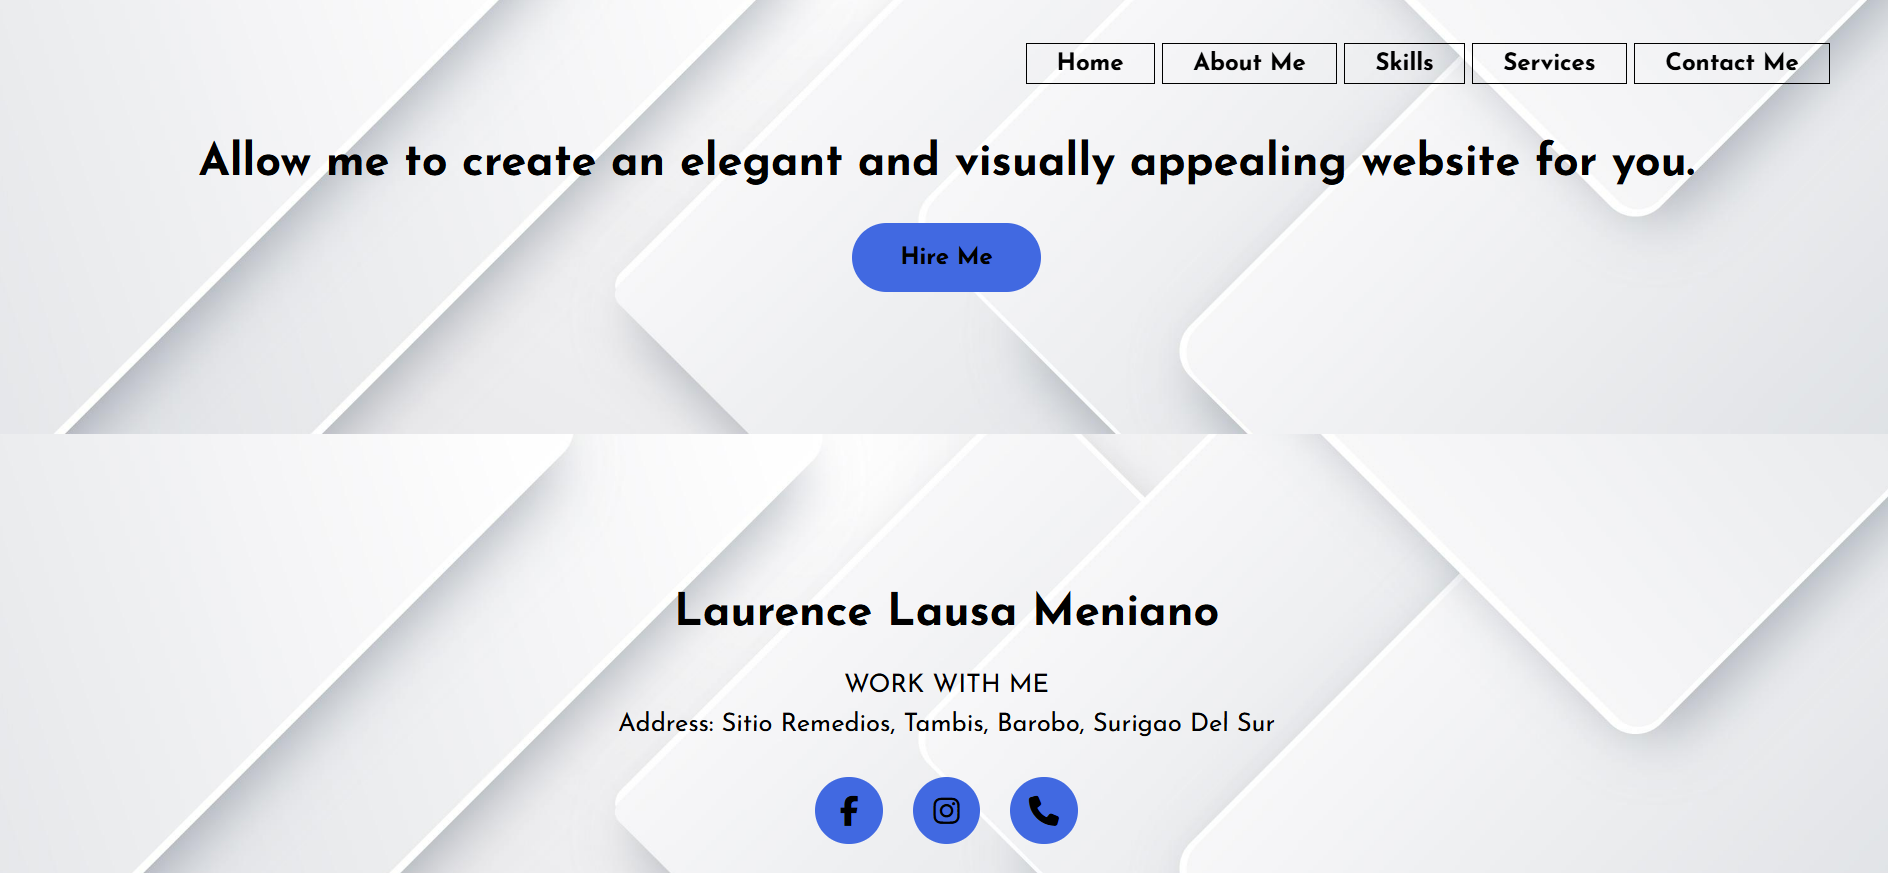 Home About Me Skills Services Contact Me
Allow me to create an elegant and visually appealing website for you.
Hire Me
Laurence Lausa Meniano
WORK WITH ME
Address: Sitio Remedios, Tambis, Barobo, Surigao Del Sur